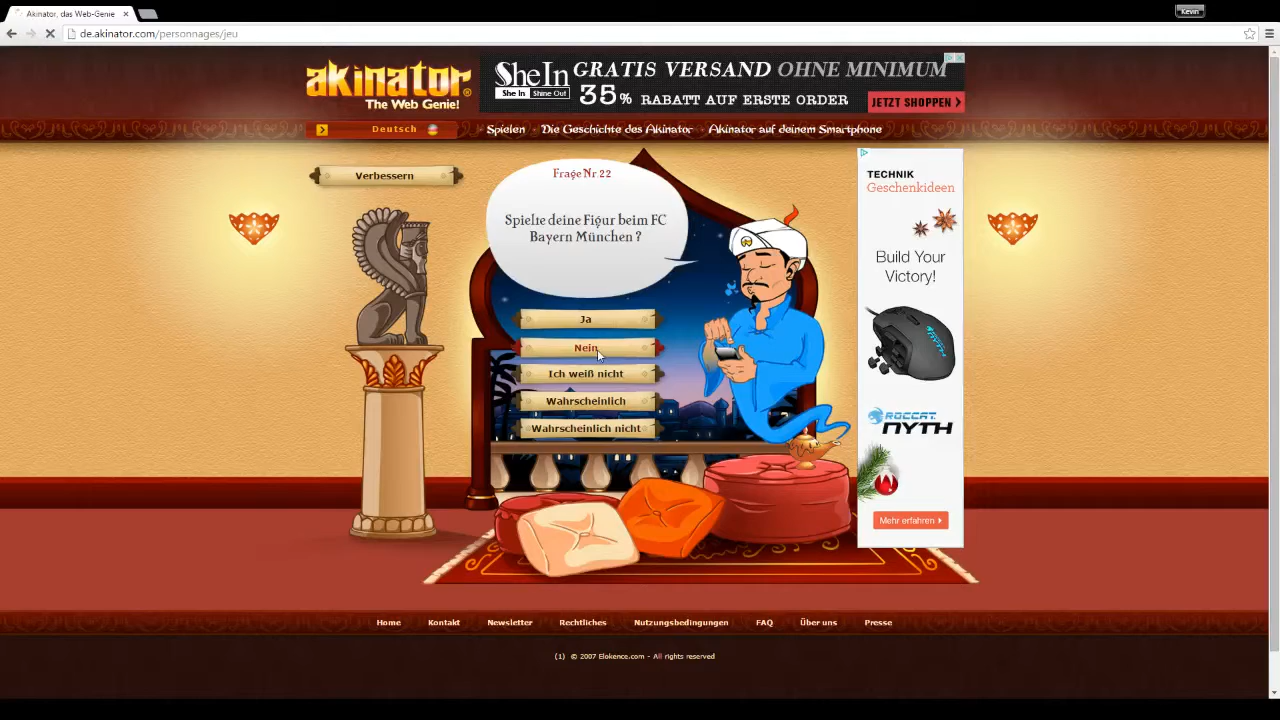 Akinator, das Web-Genie
Kevin
de.akinator.com/personnages/jeu
akinator®
The Web Genie!
SheIn
She In Shine Out
GRATIS VERSAND OHNE MINIMUM
35% RABATT AUF ERSTE ORDER
JETZT SHOPPEN
Deutsch
Spielen
Die Geschichte des Akinator
Akinator auf deinem Smartphone
Verbessern
Frage Nr 22
Spielte deine Figur beim FC
Bayern München ?
Ja
Nein
Ich weiß nicht
Wahrscheinlich
Wahrscheinlich nicht
TECHNIK
Geschenkideen
Build Your
Victory!
ROCCAT
NYTH
Mehr erfahren
Home Kontakt Newsletter Rechtliches Nutzungsbedingungen FAQ Über uns Presse
(1) © 2007 Elokence.com - All rights reserved